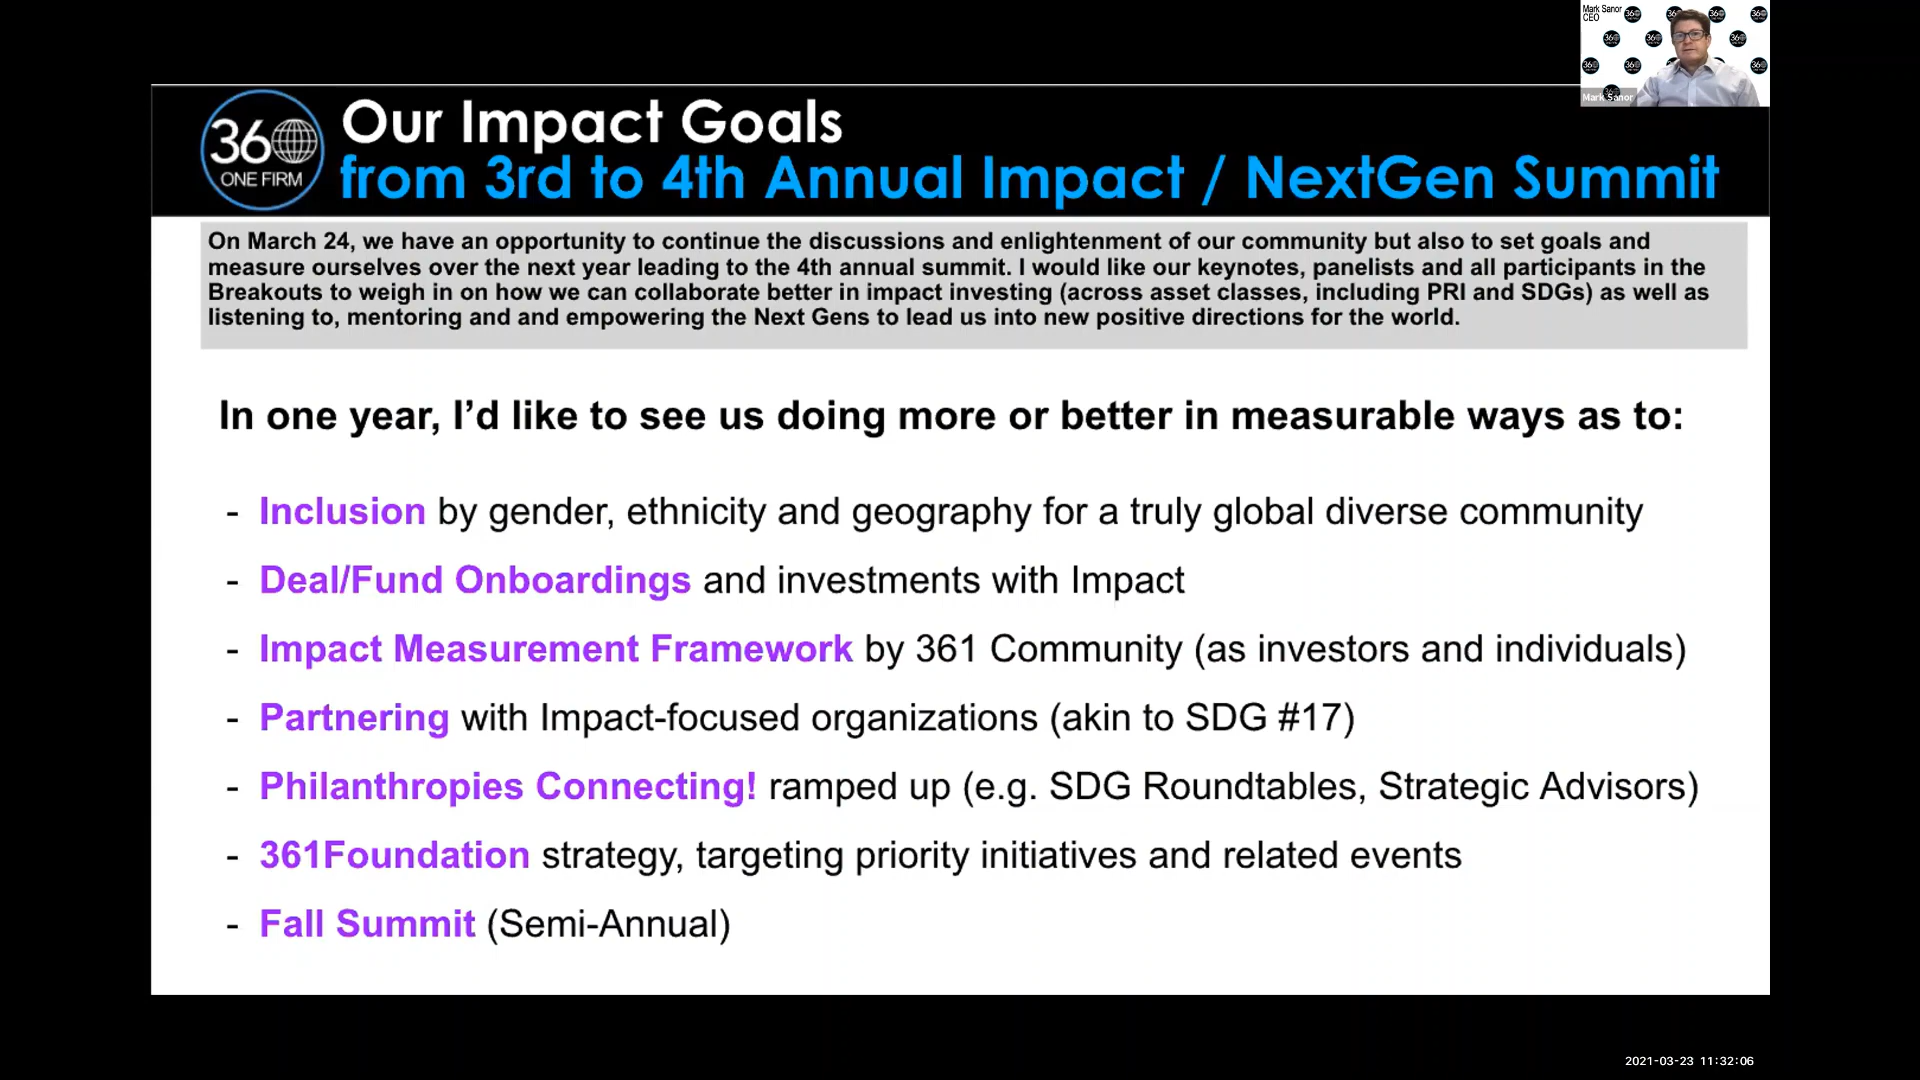 Mark Sanor
CEO
360
ONE FIRM
Our Impact Goals
from 3rd to 4th Annual Impact / NextGen Summit
On March 24, we have an opportunity to continue the discussions and enlightenment of our community but also to set goals and
measure ourselves over the next year leading to the 4th annual summit. I would like our keynotes, panelists and all participants in the
Breakouts to weigh in on how we can collaborate better in impact investing (across asset classes, including PRI and SDGs) as well as
listening to, mentoring and and empowering the Next Gens to lead us into new positive directions for the world.
In one year, I’d like to see us doing more or better in measurable ways as to:
- Inclusion by gender, ethnicity and geography for a truly global diverse community
- Deal/Fund Onboardings and investments with Impact
- Impact Measurement Framework by 361 Community (as investors and individuals)
- Partnering with Impact-focused organizations (akin to SDG #17)
- Philanthropies Connecting! ramped up (e.g. SDG Roundtables, Strategic Advisors)
- 361Foundation strategy, targeting priority initiatives and related events
- Fall Summit (Semi-Annual)
Mark Sanor
2021-03-23 11:32:06